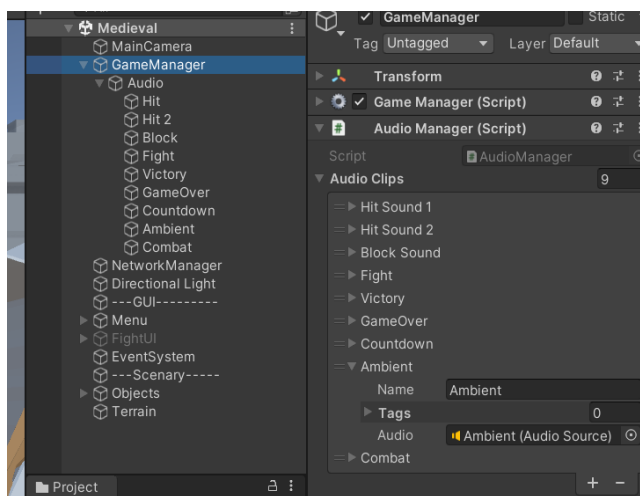 Medieval
MainCamera
GameManager
Audio
Hit
Hit 2
Block
Fight
Victory
GameOver
Countdown
Ambient
Combat
NetworkManager
Directional Light
---GUI---------
Menu
FightUI
EventSystem
---Scenary-----
Objects
Terrain
Project
GameManager Static
Tag Untagged Layer Default
Transform
Game Manager (Script)
# Audio Manager (Script)
Script AudioManager
Audio Clips 9
Hit Sound 1
Hit Sound 2
Block Sound
Fight
Victory
GameOver
Countdown
Ambient
Name Ambient
Tags 0
Audio Ambient (Audio Source)
Combat
+ -